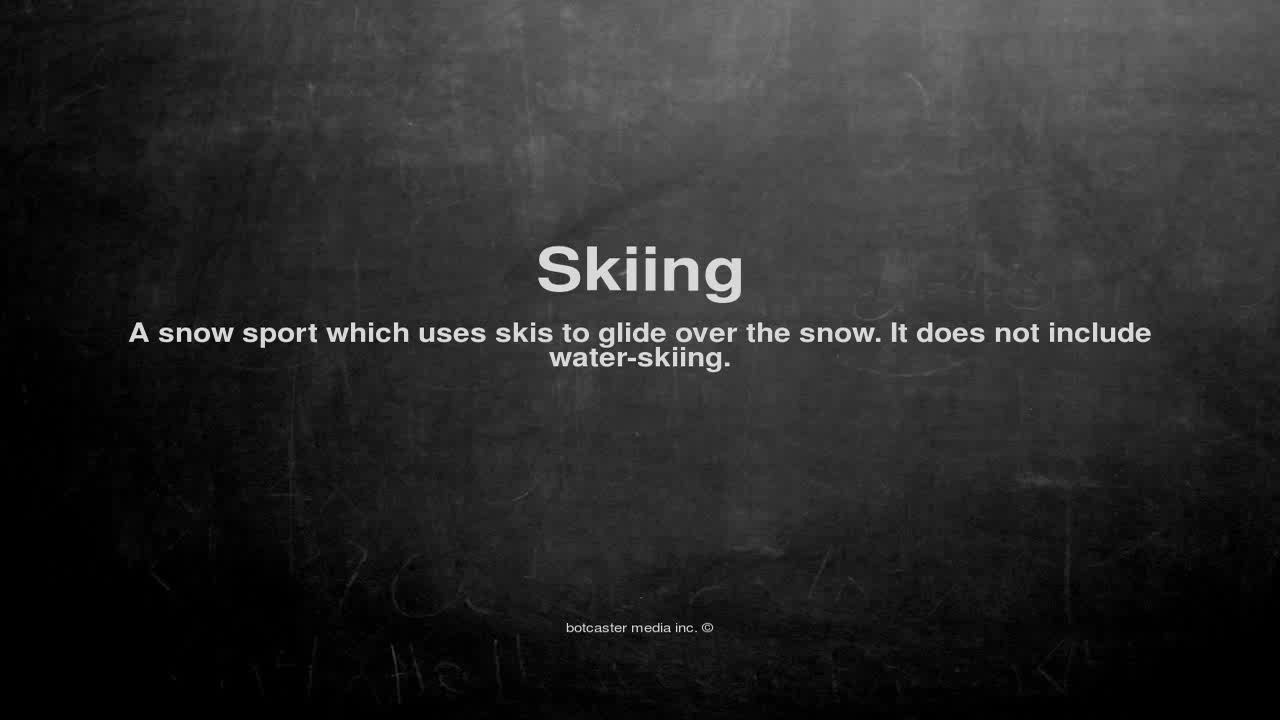 Skiing
A snow sport which uses skis to glide over the snow. It does not include
water-skiing.
botcaster media inc. ©